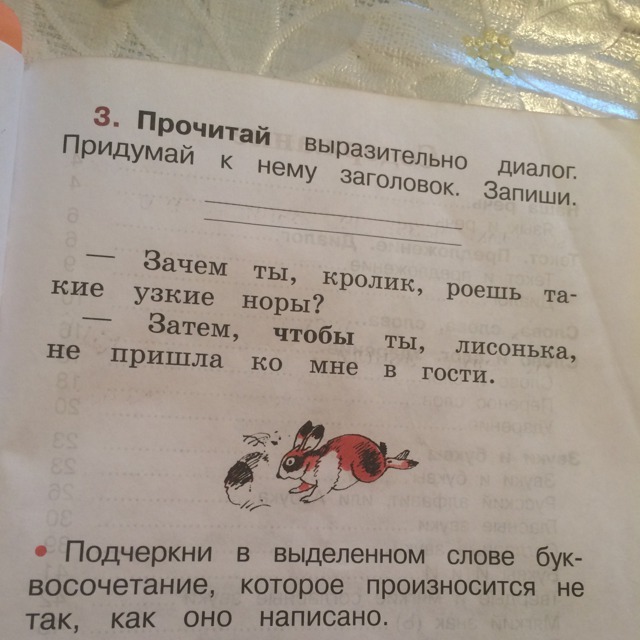 3. Прочитай выразительно диалог.
Придумай к нему заголовок. Запиши.
— Зачем ты, кролик, роешь та-
кие узкие норы?
— Затем, чтобы ты, лисонька,
не пришла ко мне в гости.
• Подчеркни в выделенном слове бук-
восочетание, которое произносится не
так, как оно написано.